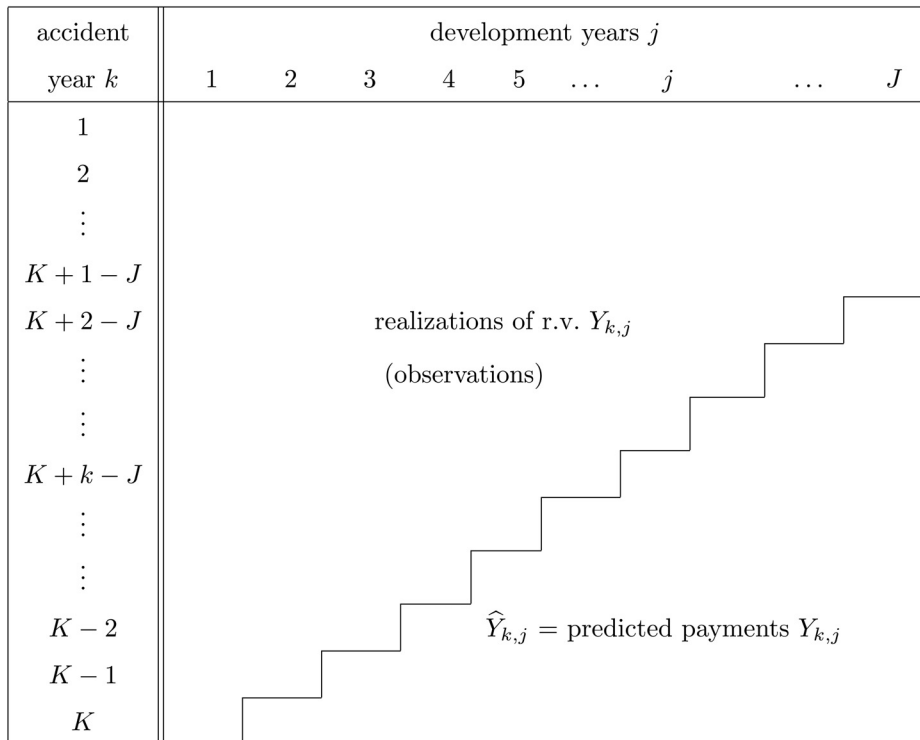 accident development years j
year k 1 2 3 4 5 ... j ... J
1
2
⋮
K + 1 − J
K + 2 − J realizations of r.v. Y_{k,j}
⋮ (observations)
⋮
K + k − J
⋮
⋮
K − 2 Ŷ_{k,j} = predicted payments Y_{k,j}
K − 1
K